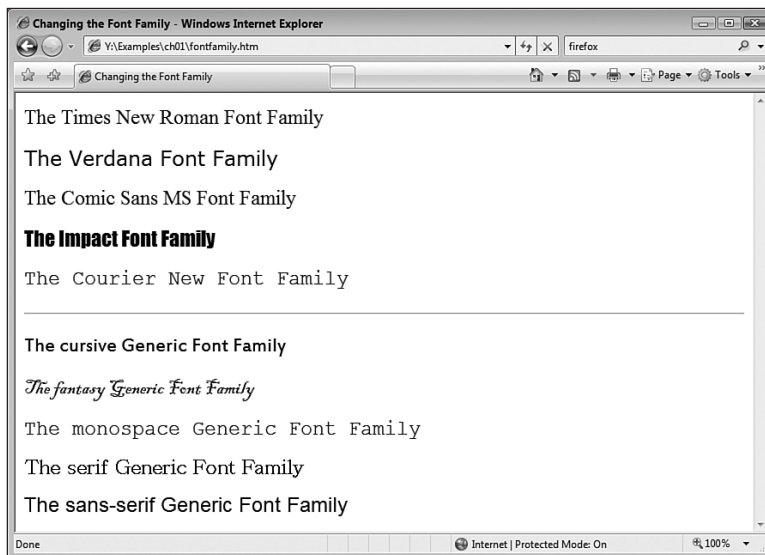 Changing the Font Family - Windows Internet Explorer
Y:\Examples\ch01\fontfamily.htm firefox
Changing the Font Family Page Tools
The Times New Roman Font Family
The Verdana Font Family
The Comic Sans MS Font Family
The Impact Font Family
The Courier New Font Family
The cursive Generic Font Family
The fantasy Generic Font Family
The monospace Generic Font Family
The serif Generic Font Family
The sans-serif Generic Font Family
Done Internet | Protected Mode: On 100%